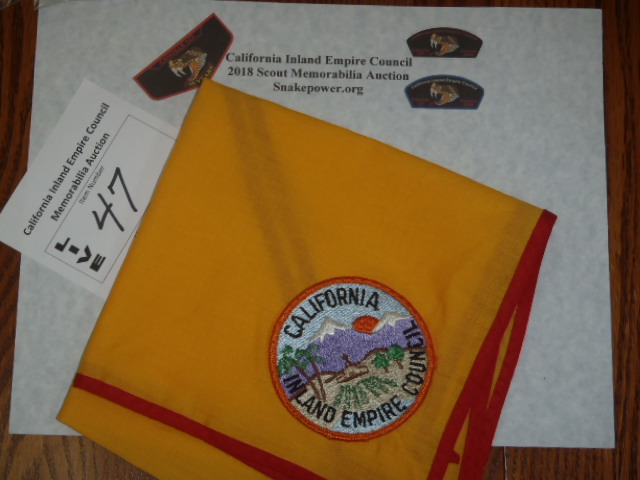 California Inland Empire Council
2018 Scout Memorabilia Auction
Snakepower.org
California Inland Empire Council
Memorabilia Auction
Item Number
47
LIVE
CALIFORNIA
INLAND EMPIRE COUNCIL